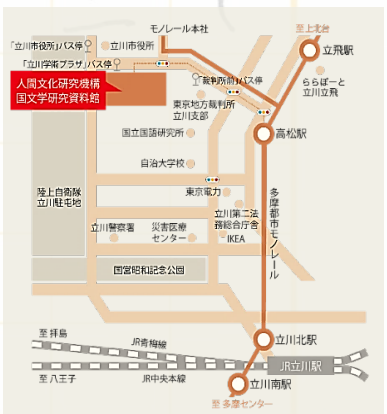 モノレール本社
至上北台
「立川市役所」バス停
立川市役所
立飛駅
「立川学術プラザ」バス停
ららぽーと
立川立飛
人間文化研究機構
国文学研究資料館
「裁判所前」バス停
東京地方裁判所
立川支部
国立国語研究所
高松駅
自治大学校
陸上自衛隊
立川駐屯地
東京電力
多摩都市モノレール
立川第二法
務総合庁舎
立川警察署
災害医療
センター
IKEA
国営昭和記念公園
至 拝島
JR青梅線
立川北駅
JR立川駅
至 八王子
JR中央本線
立川南駅
至 多摩センター